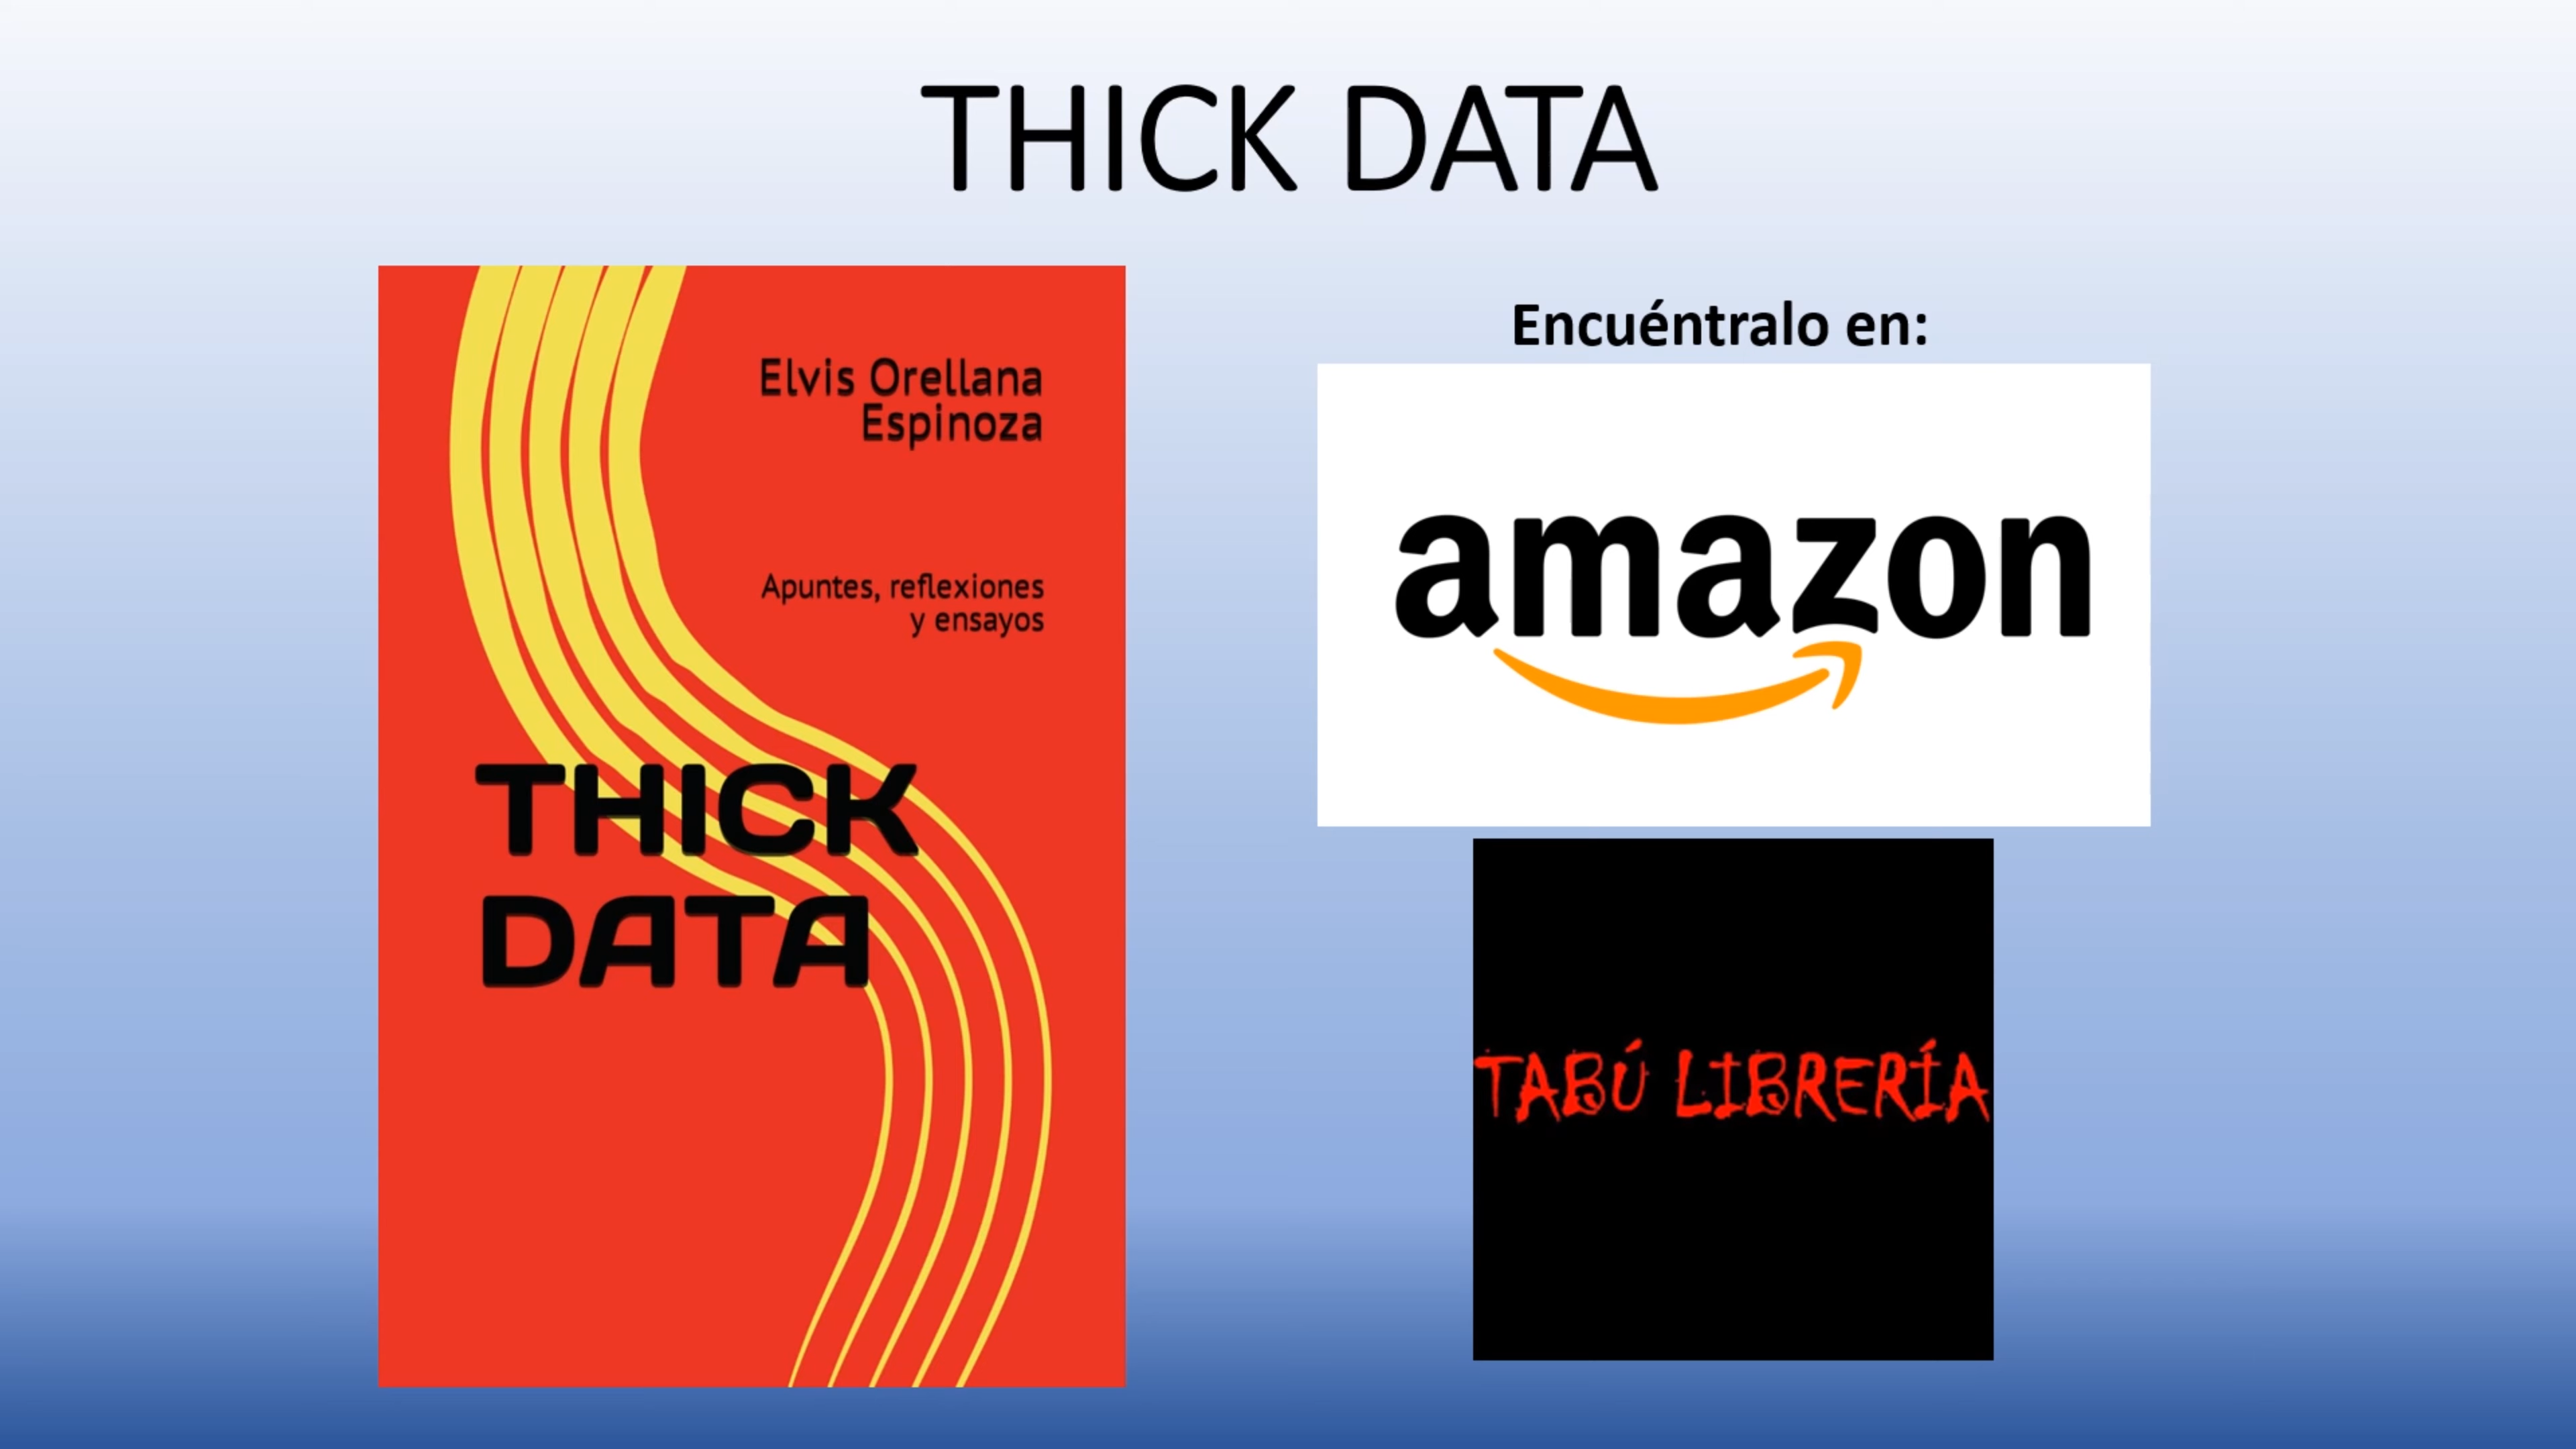 THICK DATA
Elvis Orellana
Espinoza
Apuntes, reflexiones
y ensayos
THICK
DATA
Encuéntralo en:
amazon
TABÚ LIBRERÍA